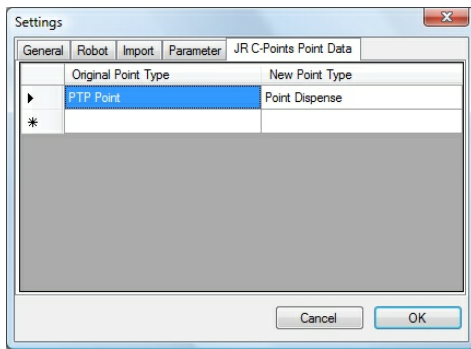 Settings
General Robot Import Parameter JR C-Points Point Data
Original Point Type New Point Type
PTP Point Point Dispense
Cancel OK